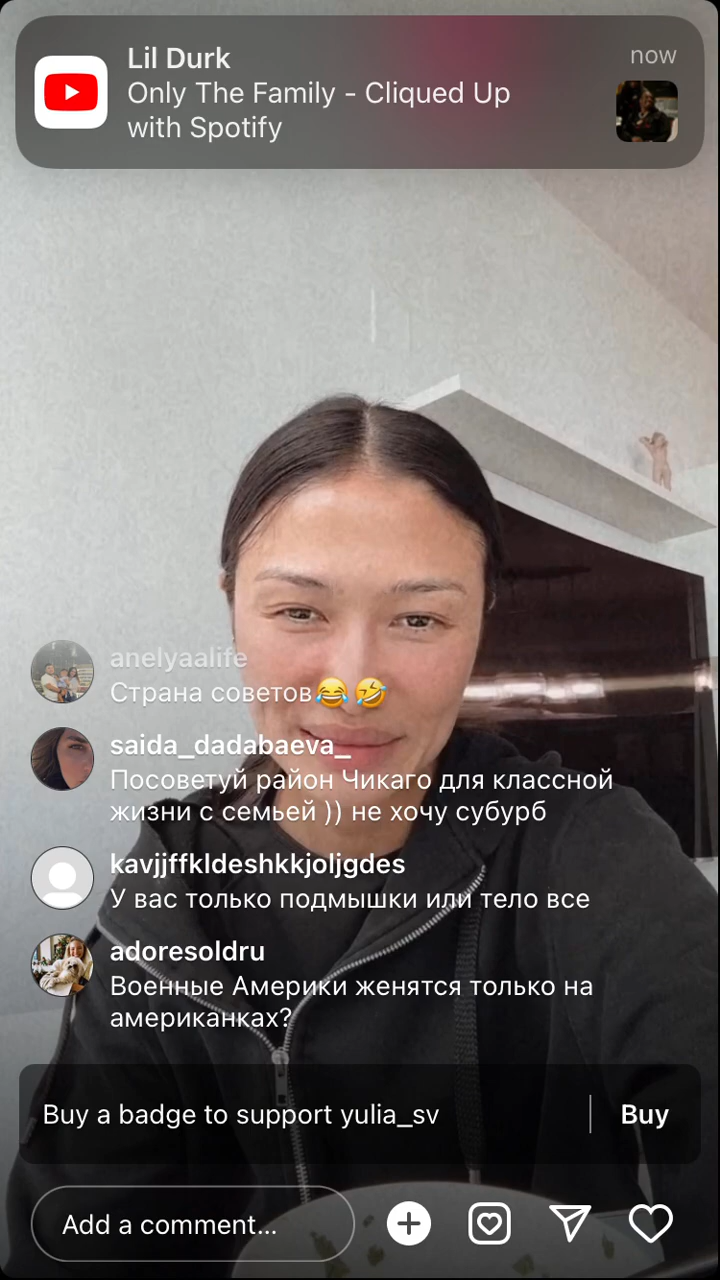 Lil Durk
now
Only The Family - Cliqued Up
with Spotify
anelyaalife
Страна советов😂🤣
saida_dadabaeva_
Посоветуй район Чикаго для классной
жизни с семьей )) не хочу субурб
kavjjffkldeshkkjoljgdes
У вас только подмышки или тело все
adoresoldru
Военные Америки женятся только на
американках?
Buy a badge to support yulia_sv
Buy
Add a comment...